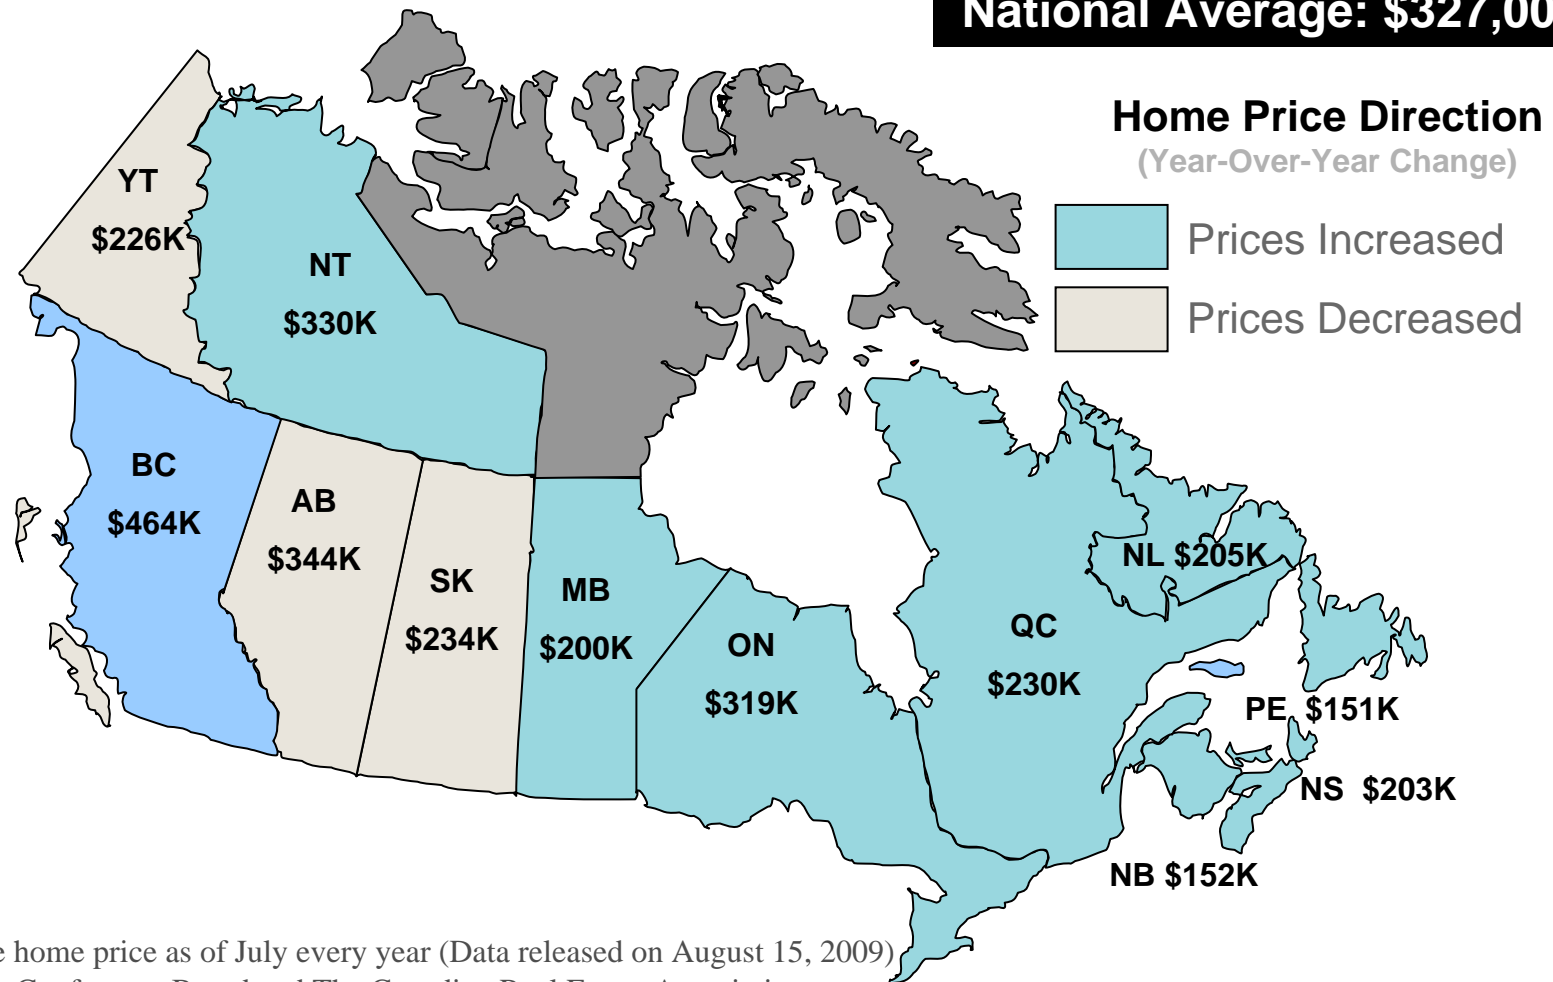 National Average: $327,00
Home Price Direction
(Year-Over-Year Change)
Prices Increased
Prices Decreased
YT
$226K
NT
$330K
BC
$464K
AB
$344K
SK
$234K
MB
$200K
ON
$319K
QC
$230K
NL $205K
PE $151K
NS $203K
NB $152K
e home price as of July every year (Data released on August 15, 2009)